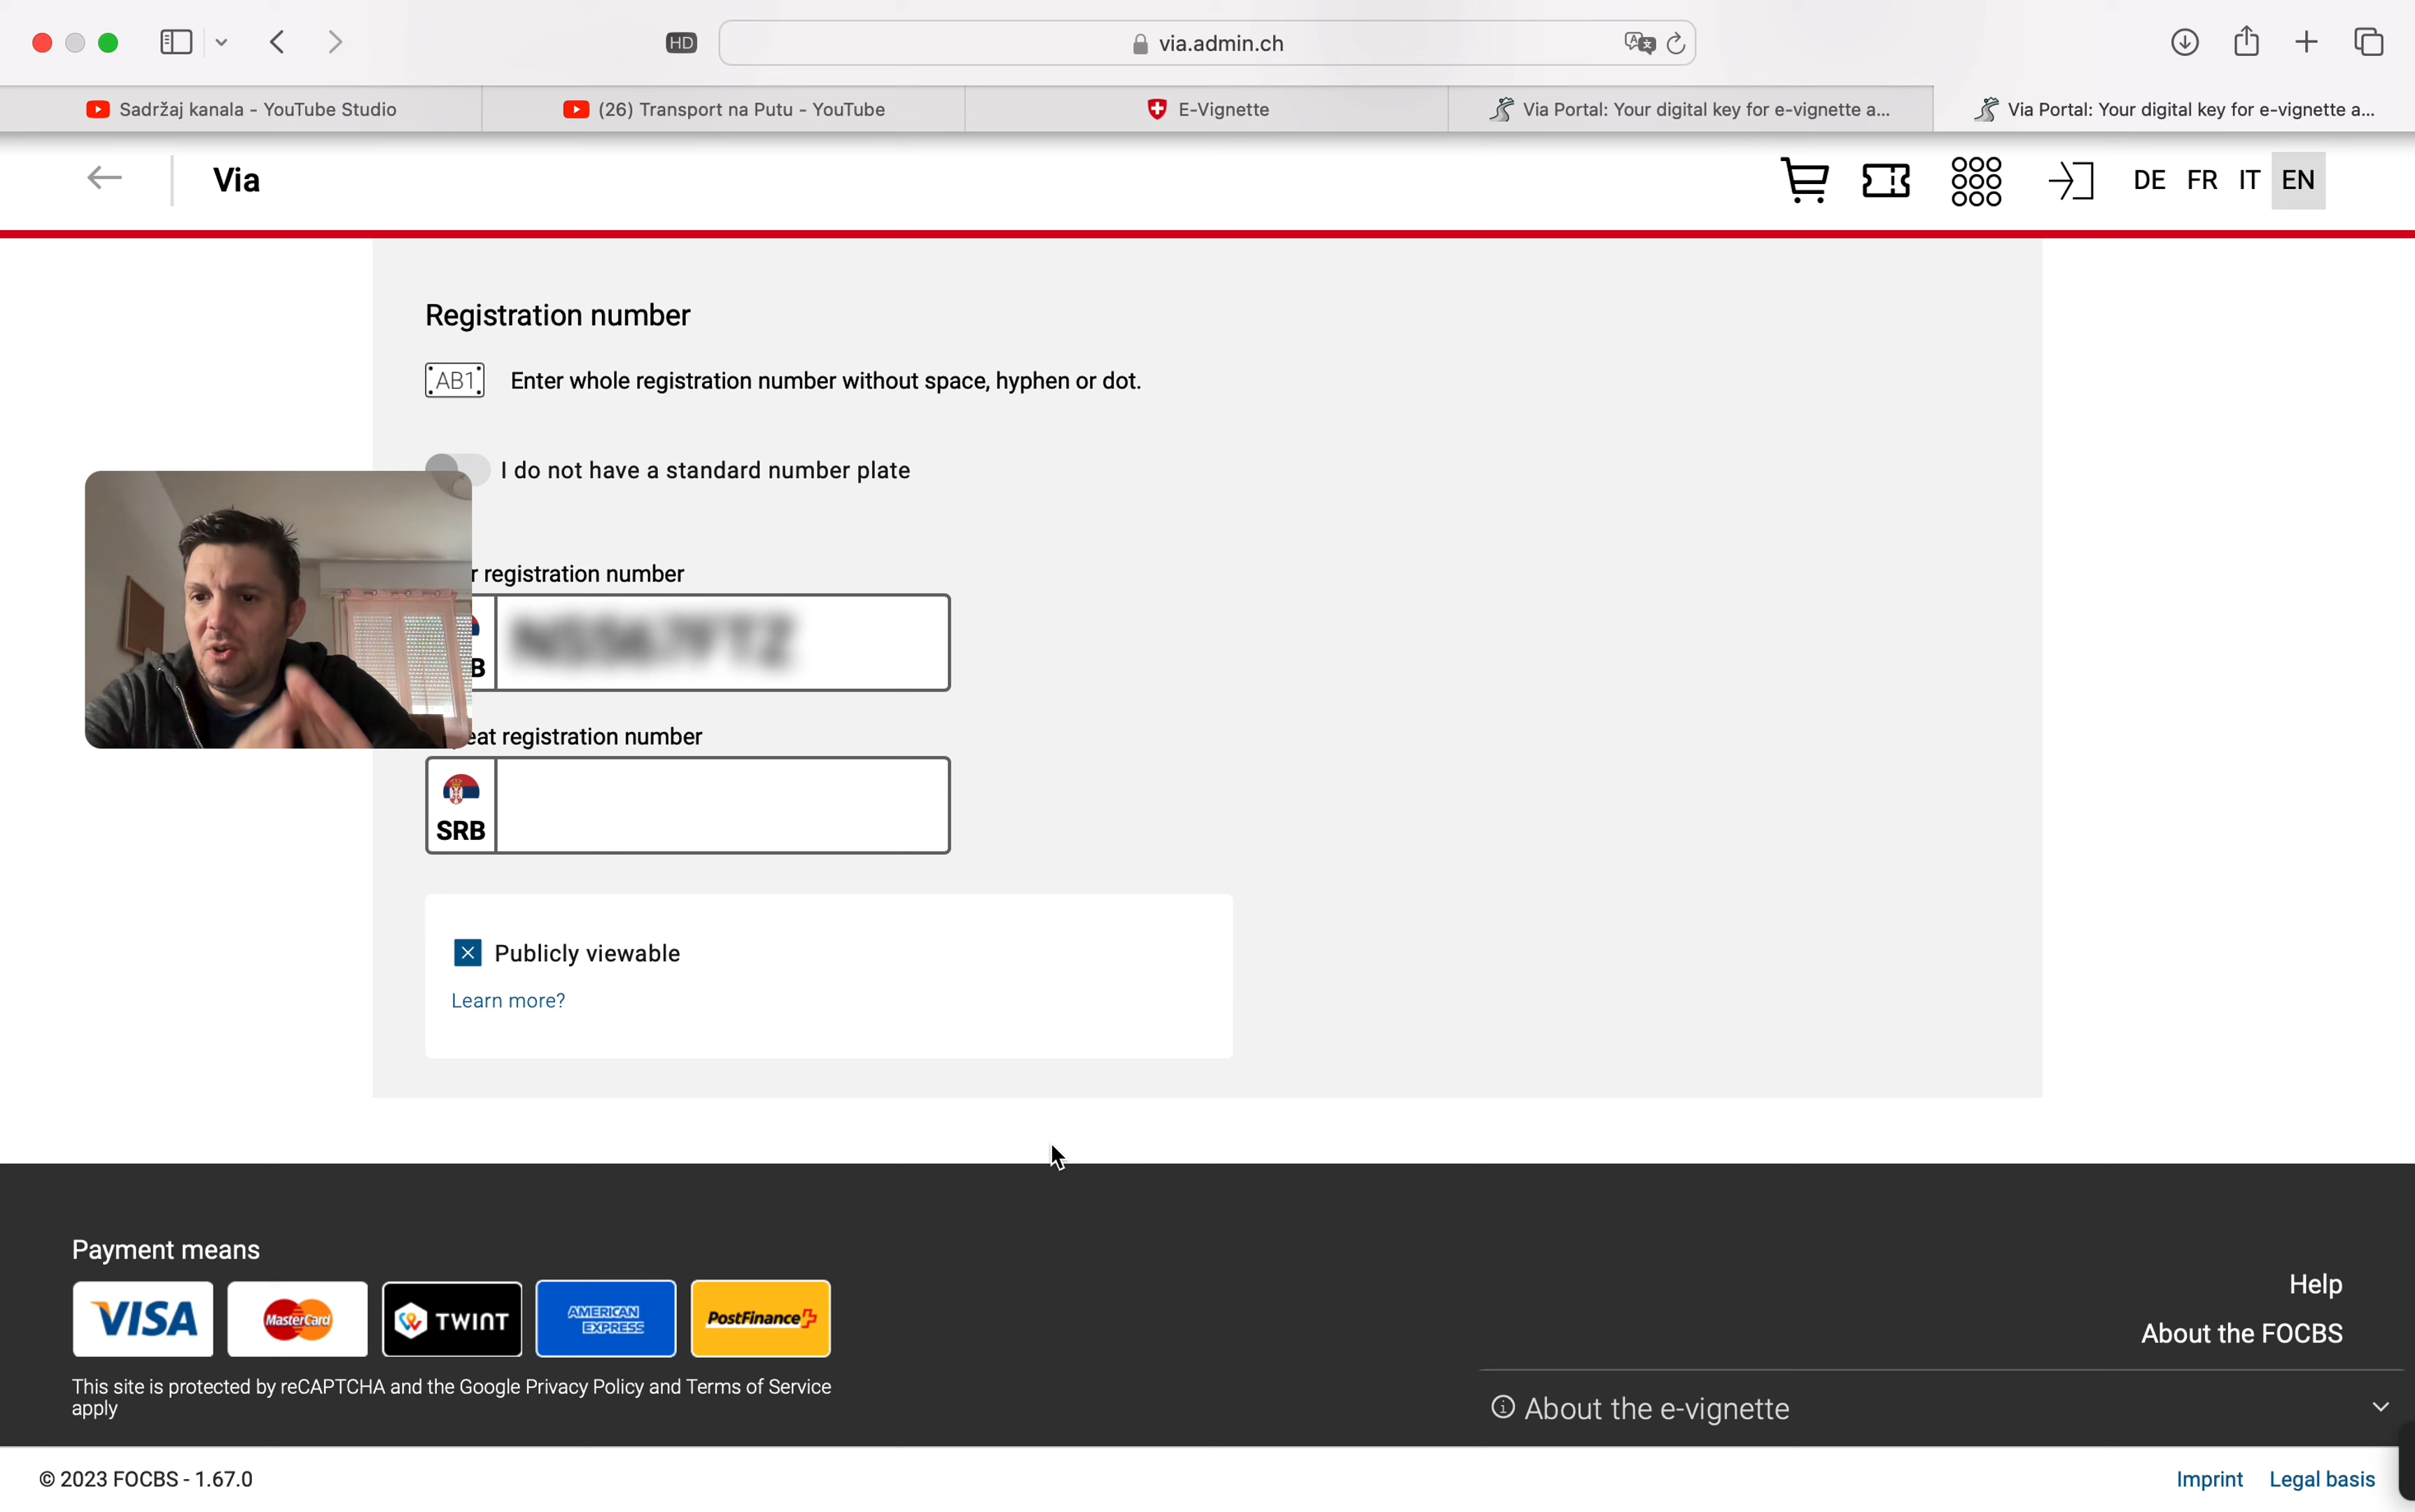 HD
via.admin.ch
Sadržaj kanala - YouTube Studio
(26) Transport na Putu - YouTube
E-Vignette
Via Portal: Your digital key for e-vignette a...
Via Portal: Your digital key for e-vignette a...
Via
DE FR IT EN
Registration number
AB1 Enter whole registration number without space, hyphen or dot.
I do not have a standard number plate
r registration number
B
eat registration number
SRB
Publicly viewable
Learn more?
Payment means
VISA MasterCard TWINT AMERICAN EXPRESS PostFinance
This site is protected by reCAPTCHA and the Google Privacy Policy and Terms of Service
apply
Help
About the FOCBS
About the e-vignette
© 2023 FOCBS - 1.67.0
Imprint Legal basis